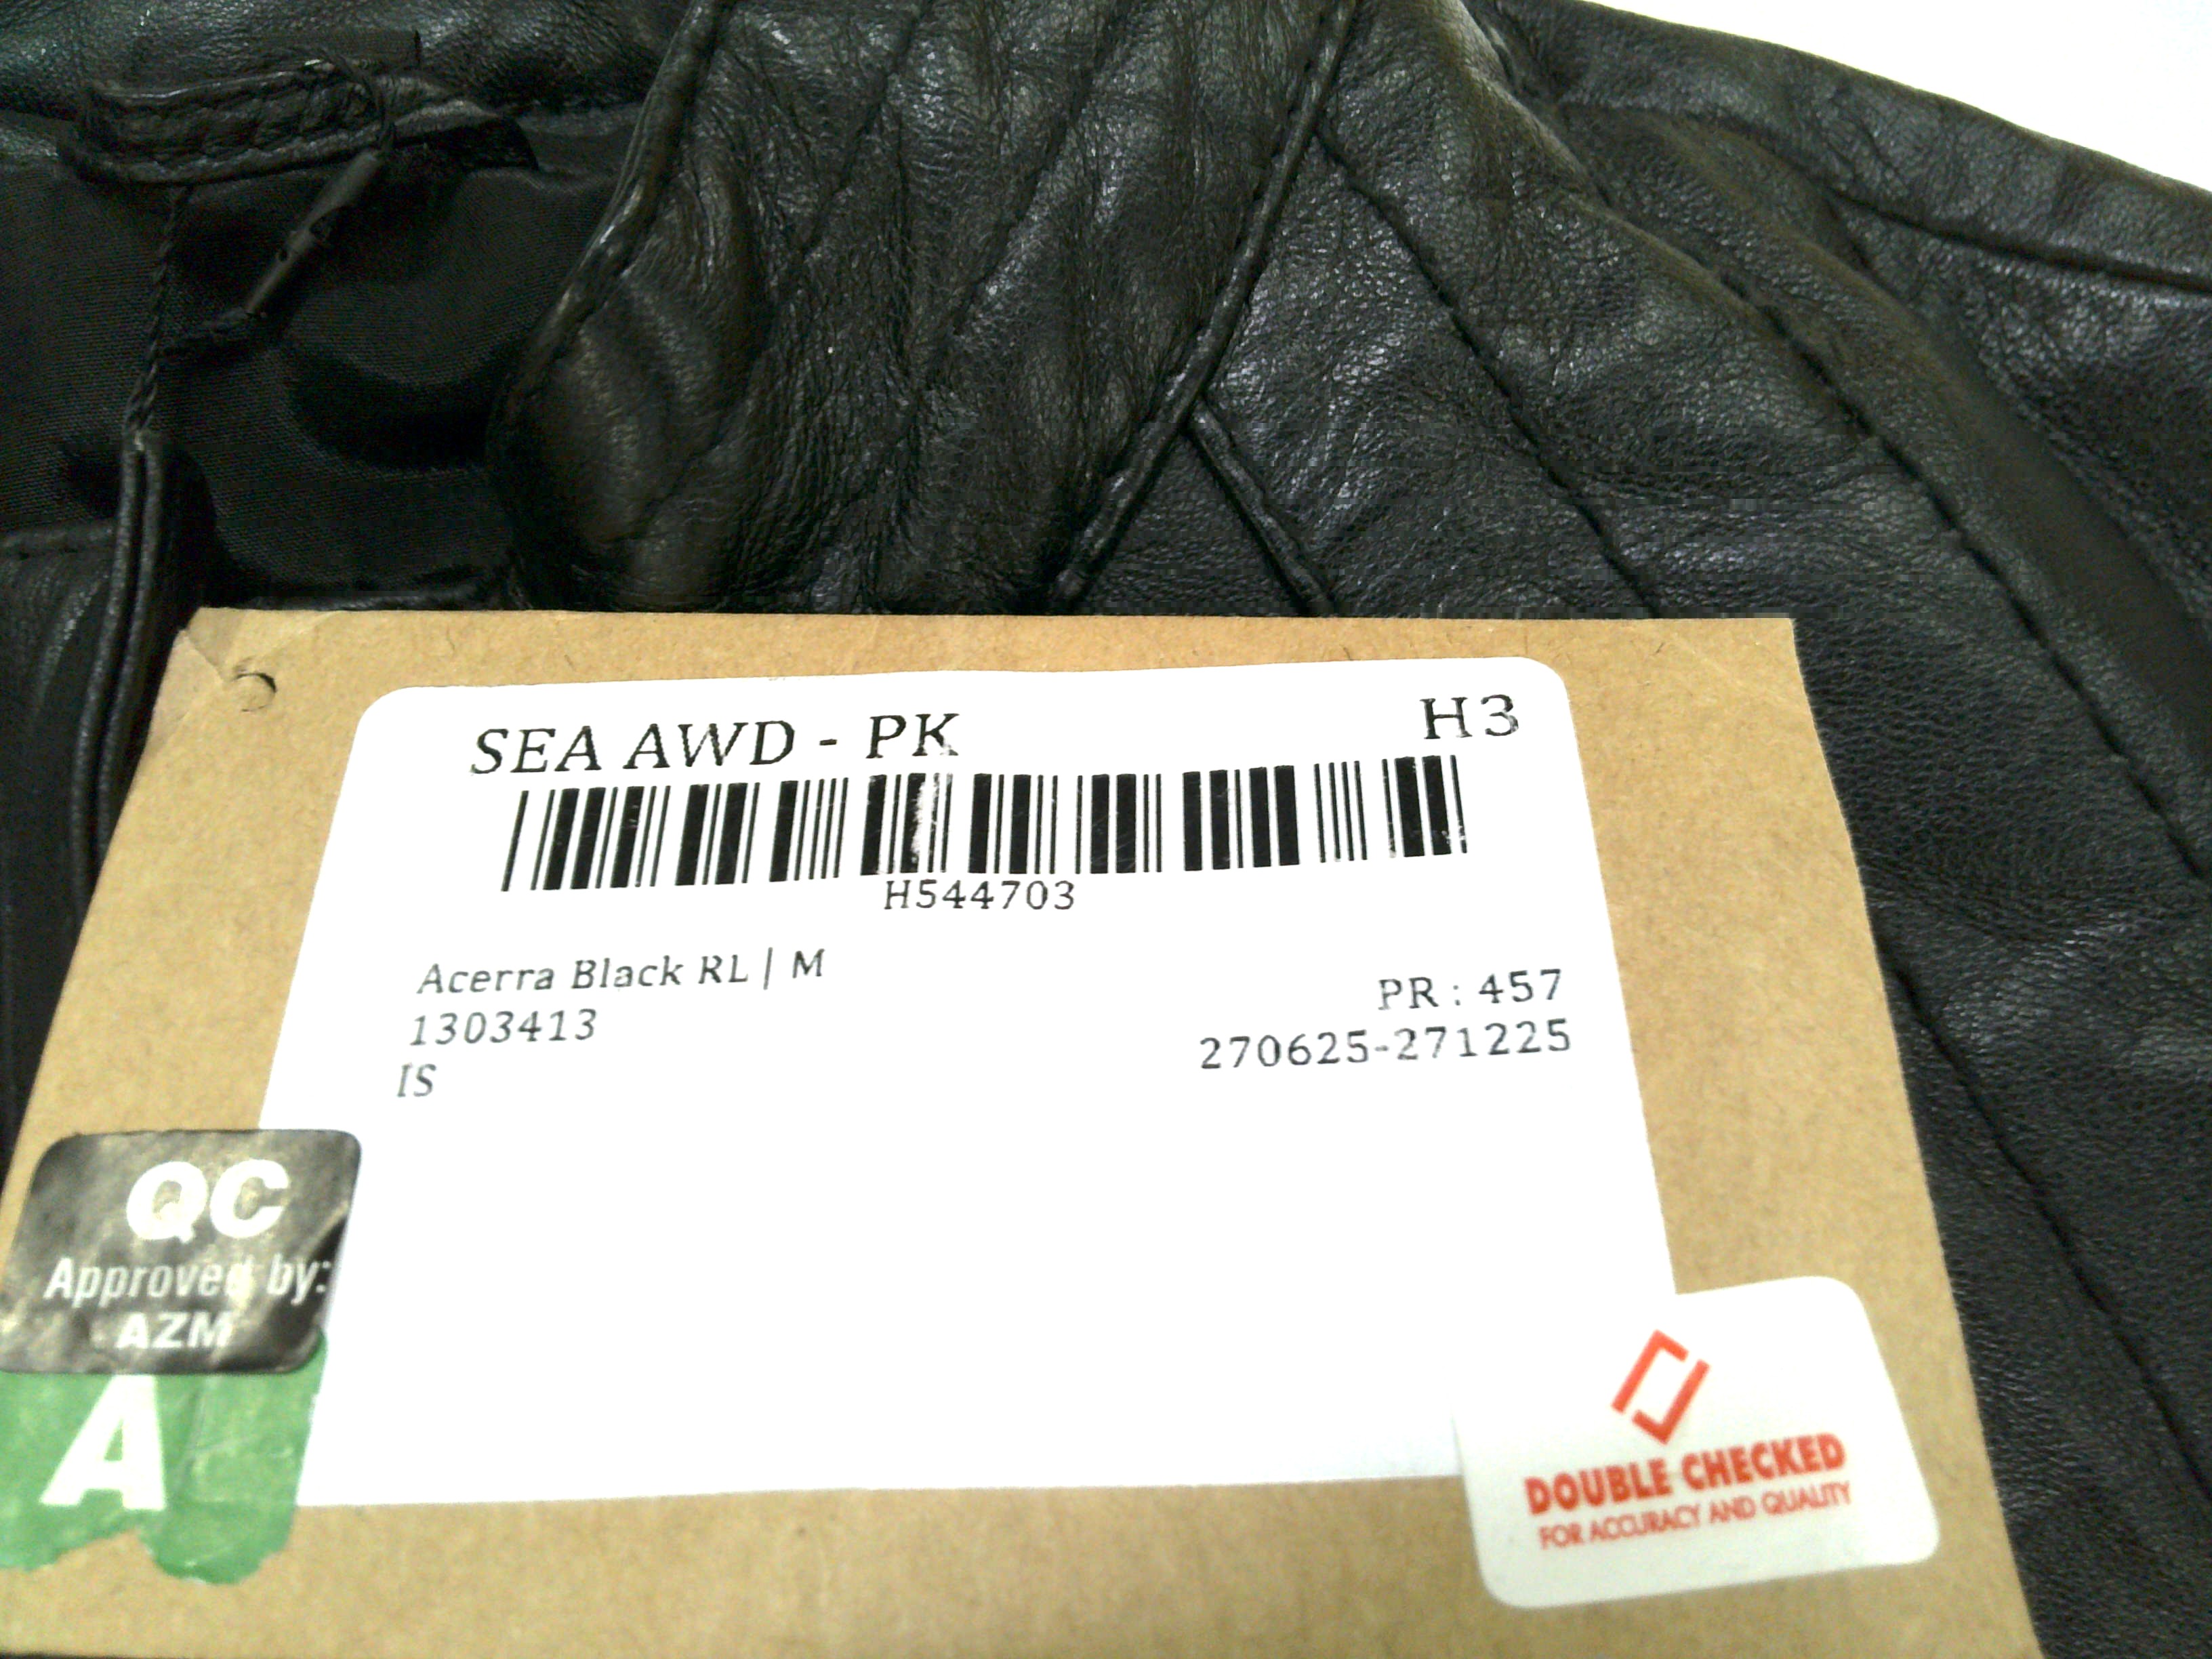 SEA AWD - PK
H3
H544703
Acerra Black RL | M
1303413
IS
PR : 457
270625-271225
QC
Approved by:
AZM
A
DOUBLE CHECKED
FOR ACCURACY AND QUALITY